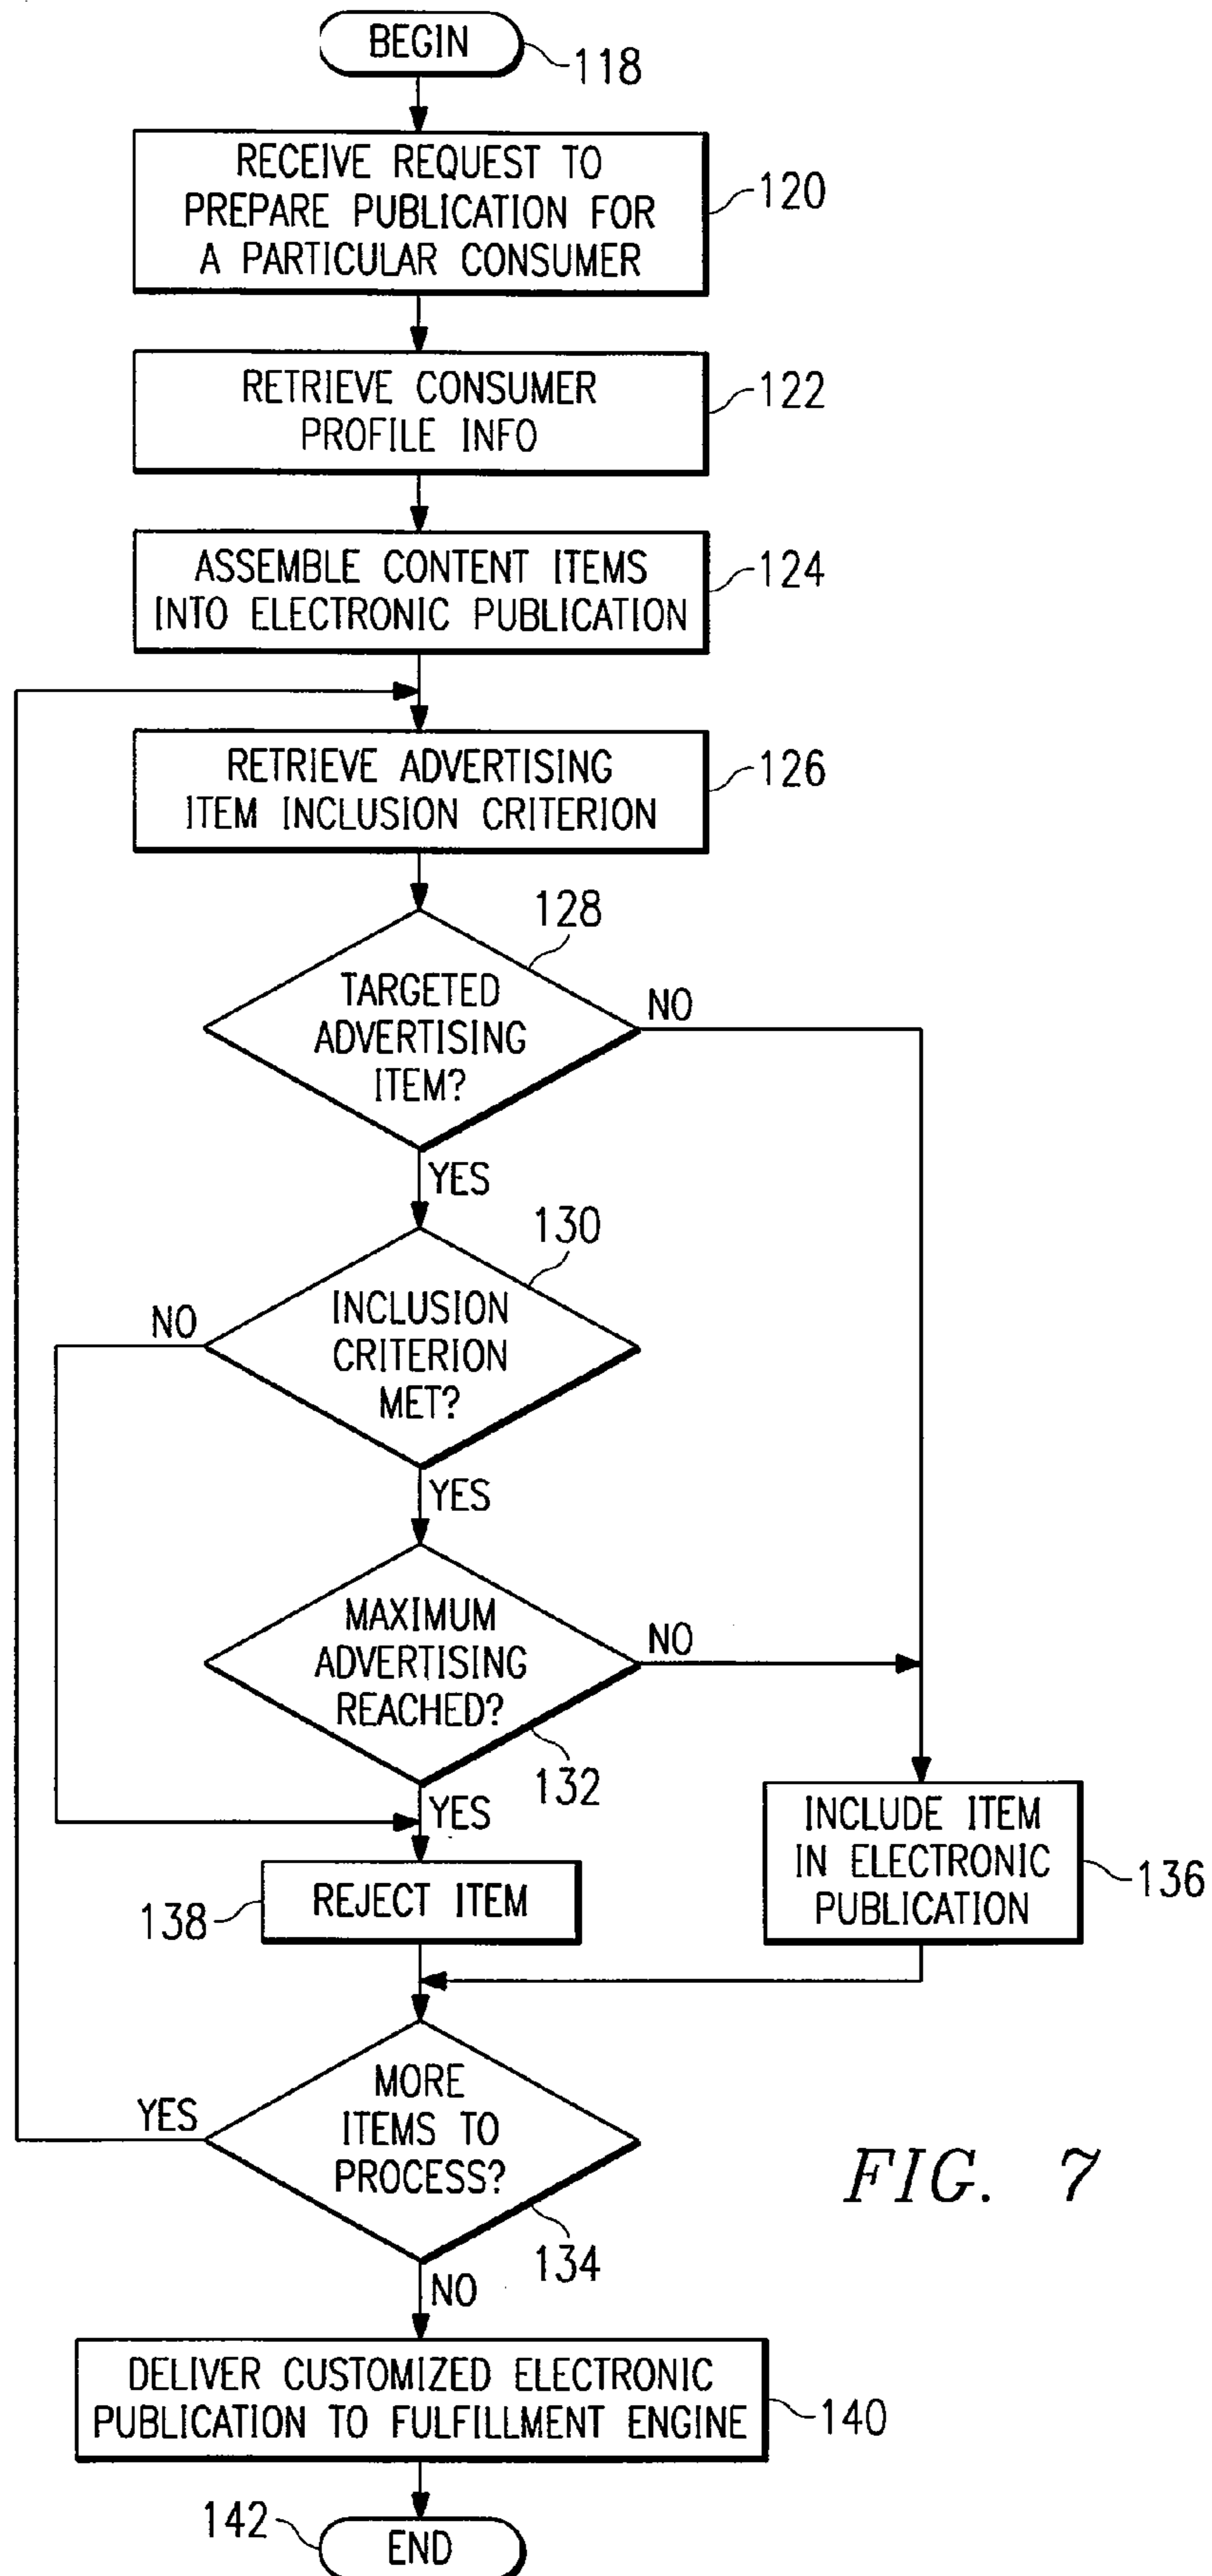 BEGIN
118
RECEIVE REQUEST TO
PREPARE PUBLICATION FOR
A PARTICULAR CONSUMER
120
RETRIEVE CONSUMER
PROFILE INFO
122
ASSEMBLE CONTENT ITEMS
INTO ELECTRONIC PUBLICATION
124
RETRIEVE ADVERTISING
ITEM INCLUSION CRITERION
126
128
TARGETED
ADVERTISING
ITEM?
NO
YES
130
INCLUSION
CRITERION
MET?
NO
YES
MAXIMUM
ADVERTISING
REACHED?
NO
132
YES
REJECT ITEM
138
INCLUDE ITEM
IN ELECTRONIC
PUBLICATION
136
MORE
ITEMS TO
PROCESS?
YES
134
NO
FIG. 7
DELIVER CUSTOMIZED ELECTRONIC
PUBLICATION TO FULFILLMENT ENGINE
140
142
END